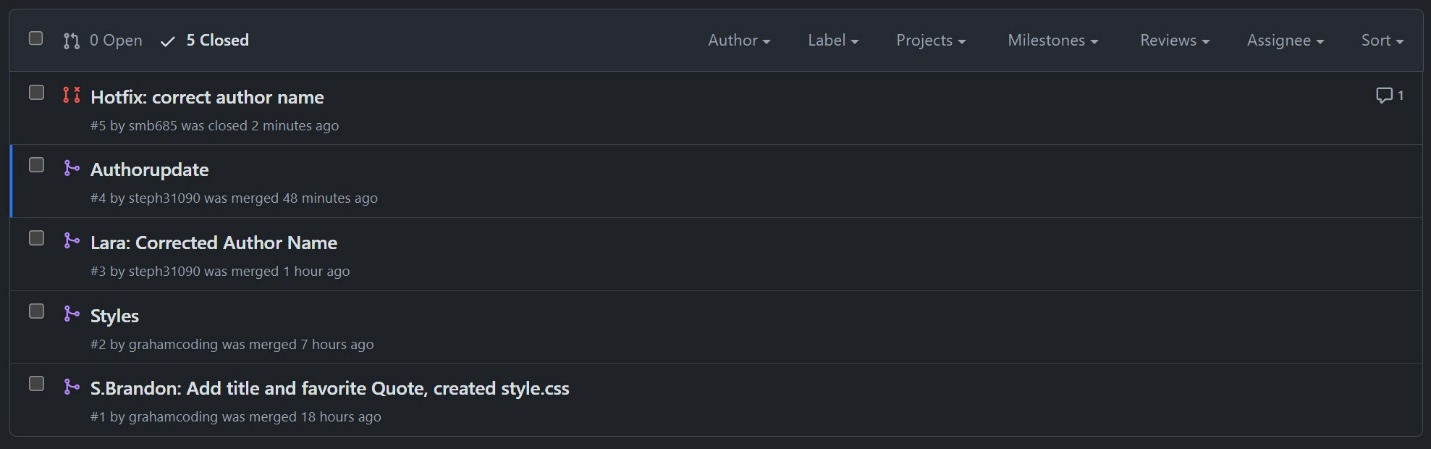 0 Open 5 Closed Author Label Projects Milestones Reviews Assignee Sort
Hotfix: correct author name 1
#5 by smb685 was closed 2 minutes ago
Authorupdate
#4 by steph31090 was merged 48 minutes ago
Lara: Corrected Author Name
#3 by steph31090 was merged 1 hour ago
Styles
#2 by grahamcoding was merged 7 hours ago
S.Brandon: Add title and favorite Quote, created style.css
#1 by grahamcoding was merged 18 hours ago